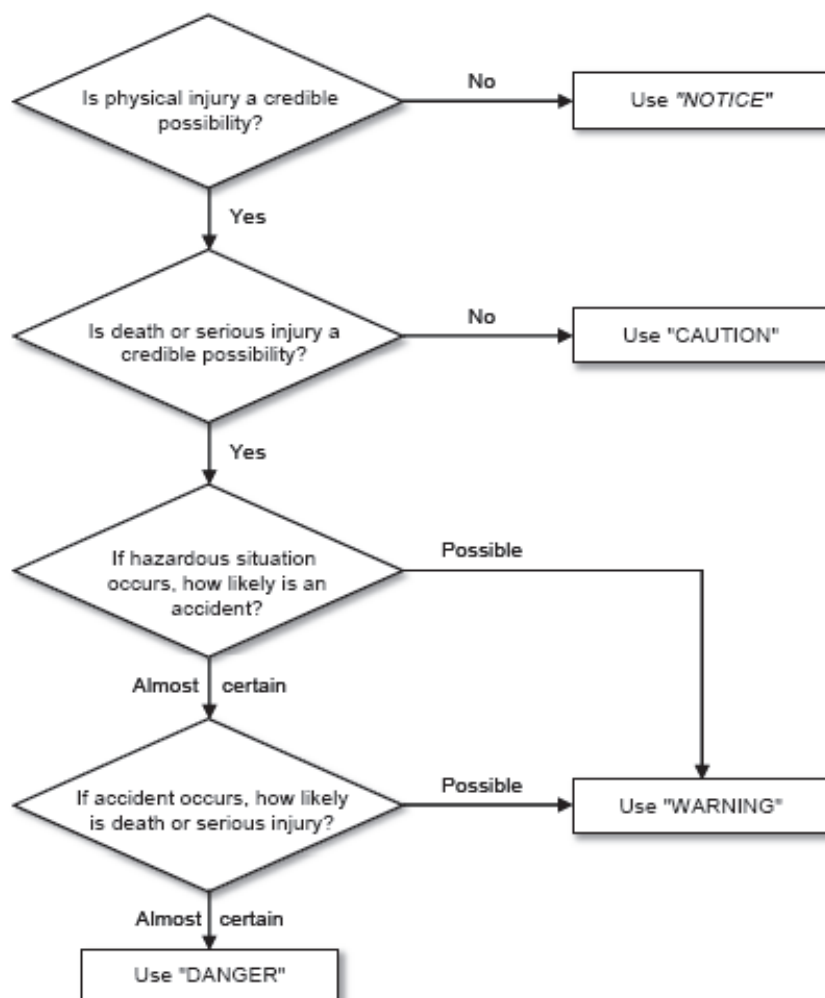 Is physical injury a credible
possibility?
No
Use "NOTICE"
Yes
Is death or serious injury a
credible possibility?
No
Use "CAUTION"
Yes
If hazardous situation
occurs, how likely is an
accident?
Possible
Almost certain
If accident occurs, how likely
is death or serious injury?
Possible
Use "WARNING"
Almost certain
Use "DANGER"